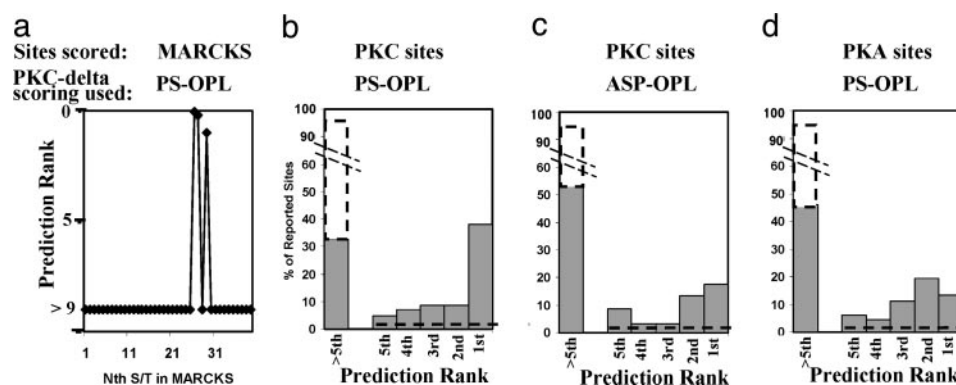 a
Sites scored: MARCKS
PKC-delta scoring used: PS-OPL
Prediction Rank
0
5
> 9
1 11 21 31
Nth S/T in MARCKS
b
PKC sites
PS-OPL
% of Reported Sites
100
90
60
50
40
30
20
10
0
>5th 5th 4th 3rd 2nd 1st
Prediction Rank
c
PKC sites
ASP-OPL
100
90
60
50
40
30
20
10
0
>5th 5th 4th 3rd 2nd 1st
Prediction Rank
d
PKA sites
PS-OPL
100
90
60
50
40
30
20
10
0
>5th 5th 4th 3rd 2nd 1st
Prediction Rank